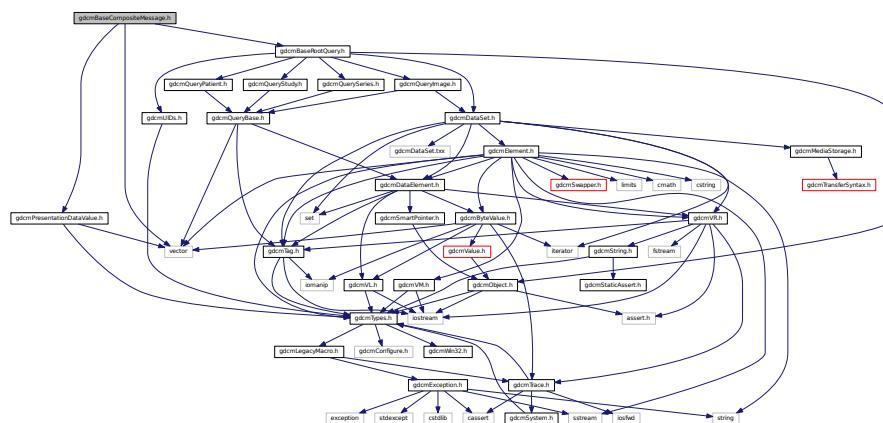 gdcmBaseCompositeMessage.h
gdcmBaseRootQuery.h
gdcmQueryPatient.h
gdcmQueryStudy.h
gdcmQuerySeries.h
gdcmQueryImage.h
gdcmUIDs.h
gdcmQueryBase.h
gdcmDataSet.h
gdcmDataSet.txx
gdcmElement.h
gdcmMediaStorage.h
gdcmDataElement.h
gdcmSwapper.h
limits
cmath
cstring
gdcmTransferSyntax.h
gdcmPresentationDataValue.h
set
gdcmSmartPointer.h
gdcmByteValue.h
gdcmVR.h
vector
gdcmTag.h
gdcmValue.h
iterator
gdcmString.h
fstream
iomanip
gdcmVL.h
gdcmVM.h
gdcmObject.h
gdcmStaticAssert.h
gdcmTypes.h
iostream
assert.h
gdcmLegacyMacro.h
gdcmConfigure.h
gdcmWin32.h
gdcmException.h
gdcmTrace.h
exception
stdexcept
cstdlib
cassert
gdcmSystem.h
sstream
iosfwd
string